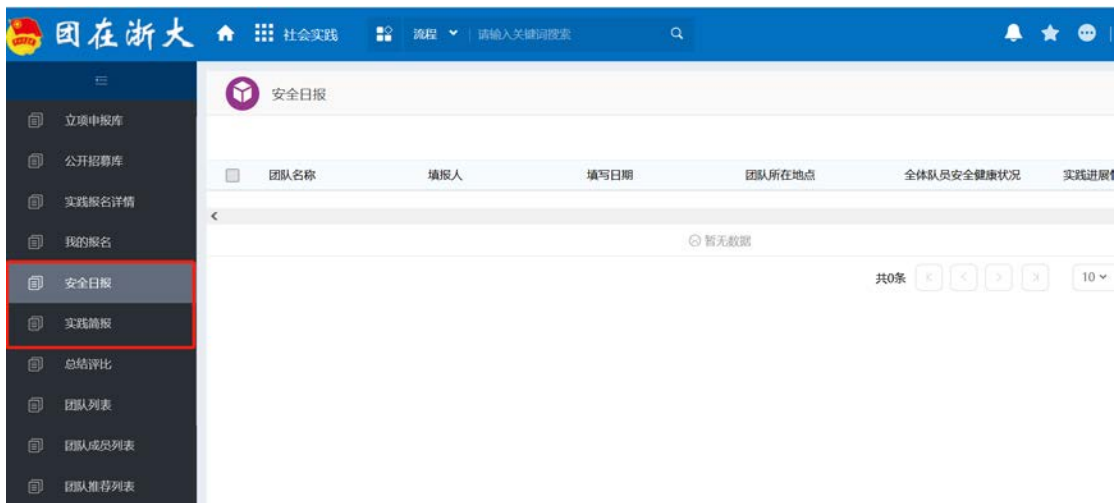 团在浙大 社会实践 流程 请输入关键词搜索
安全日报
立项申报库
公开招募库
团队名称 填报人 填写日期 团队所在地点 全体队员安全健康状况 实践进展情
实践报名详情
我的报名
暂无数据
安全日报
共0条 10
实践简报
总结评比
团队列表
团队成员列表
团队推荐列表